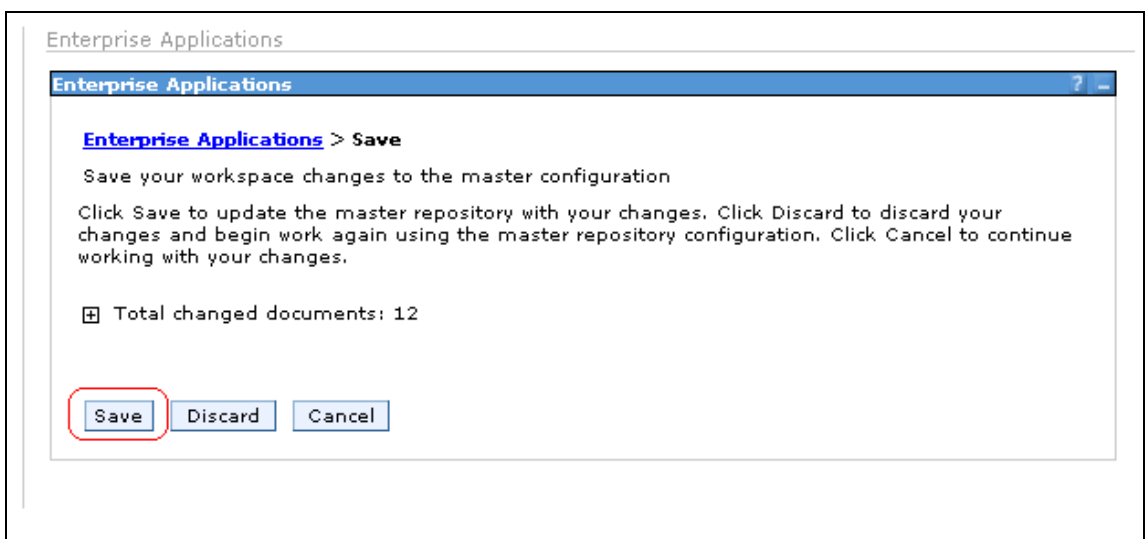 Enterprise Applications
Enterprise Applications ? –
Enterprise Applications > Save
Save your workspace changes to the master configuration
Click Save to update the master repository with your changes. Click Discard to discard your
changes and begin work again using the master repository configuration. Click Cancel to continue
working with your changes.
+ Total changed documents: 12
Save Discard Cancel